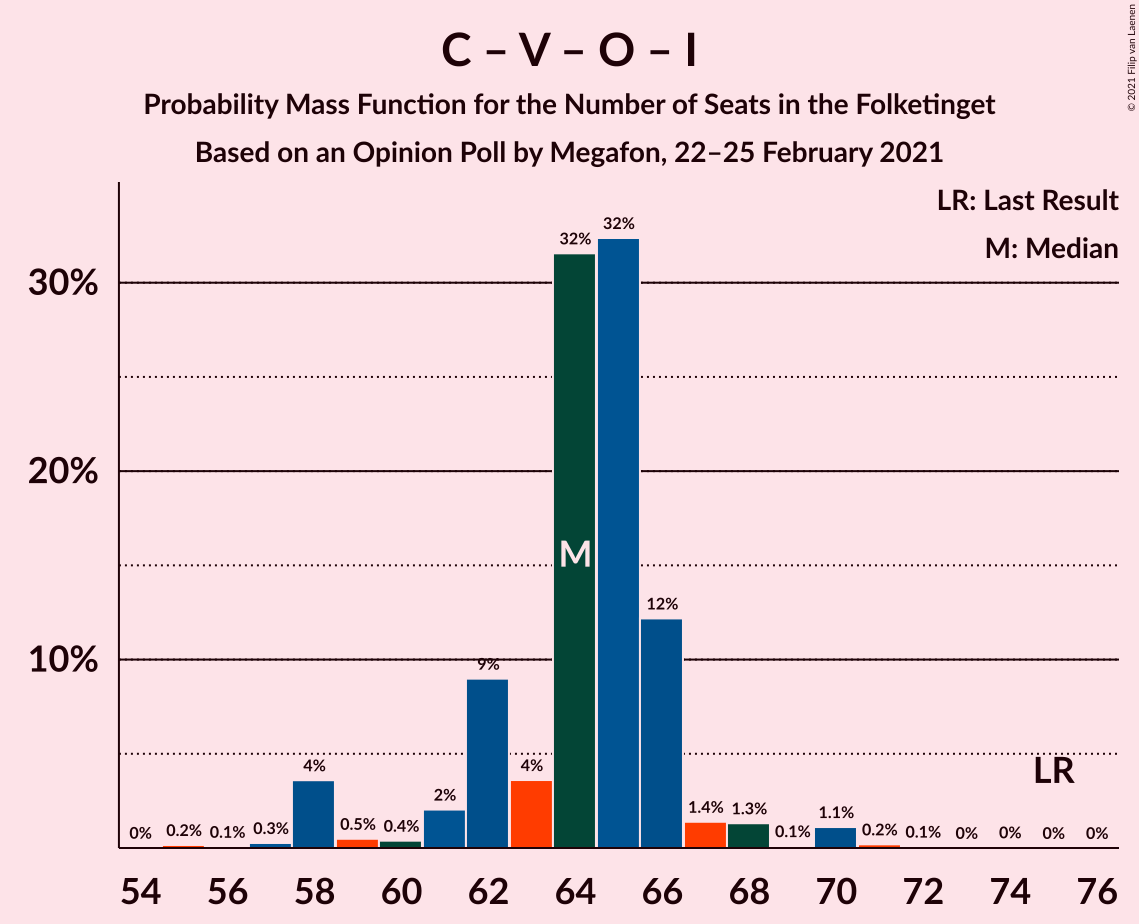 C – V – O – I
Probability Mass Function for the Number of Seats in the Folketinget
Based on an Opinion Poll by Megafon, 22–25 February 2021
© 2021 Filip van Laenen
LR: Last Result
M: Median
30%
20%
10%
0%
0.2%
0.1%
0.3%
4%
0.5%
0.4%
2%
9%
4%
32%
32%
12%
1.4%
1.3%
0.1%
1.1%
0.2%
0.1%
0%
0%
0%
0%
M
LR
54 56 58 60 62 64 66 68 70 72 74 76